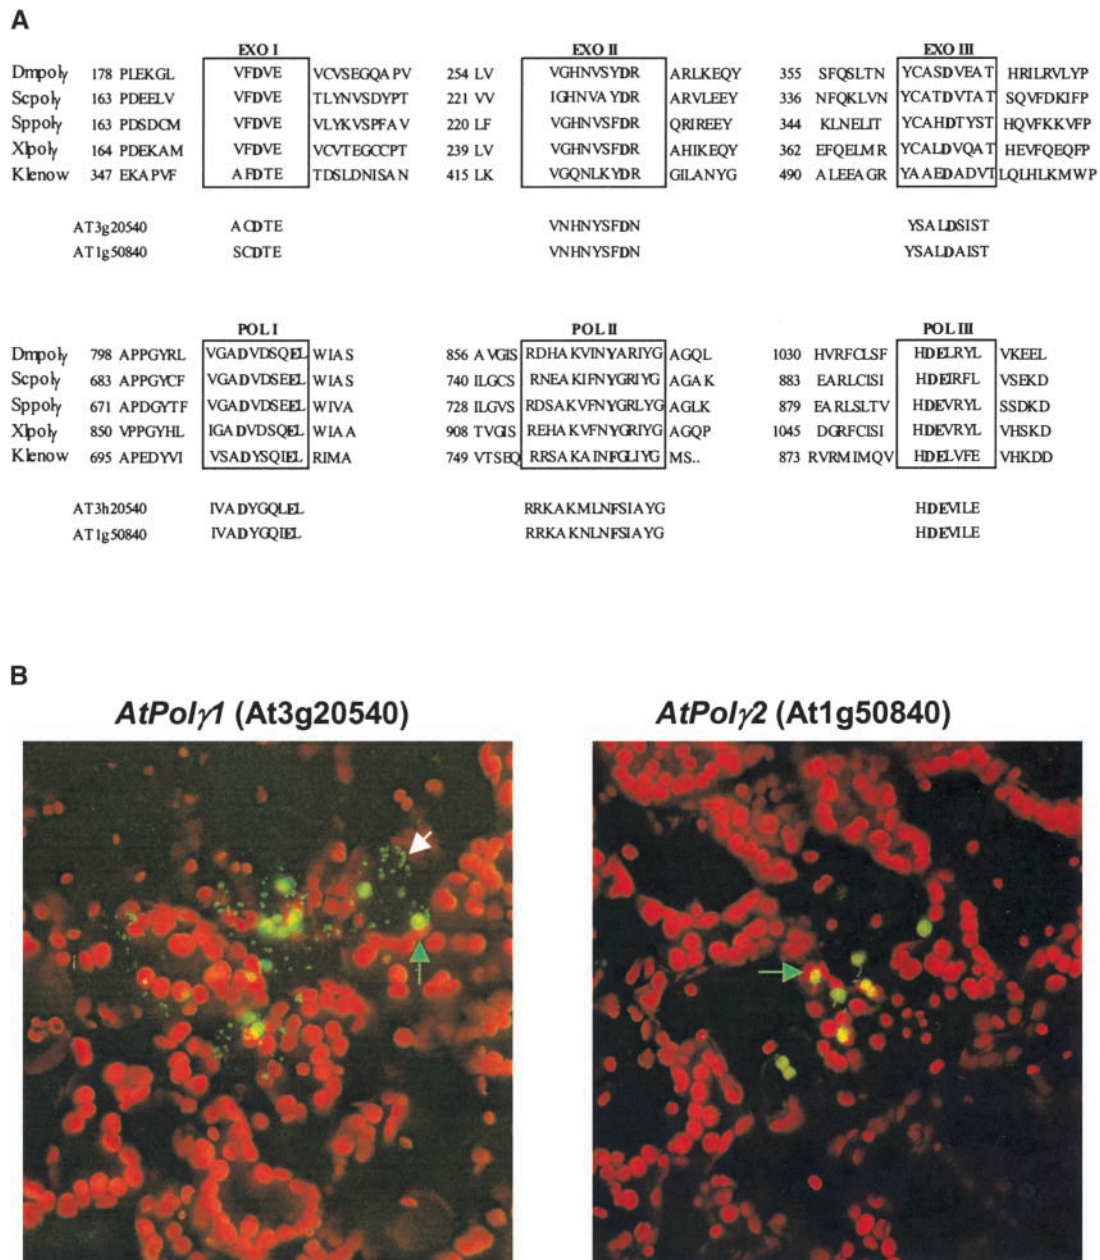 A
EXO I EXO II EXO III
Dmpolγ 178 PLEKGL VFDVE VCVSEGQAPV 254 LV VGHNVSYDR ARLKEQY 355 SFQSLTN YCASDVEAT HRILRVLYP
Scpolγ 163 PDEELV VFDVE TLYNVSDYPT 221 VV IGHNVAYDR ARVLEEY 336 NFQKLVN YCATDVTAT SQVFDKIFP
Sppolγ 163 PDSDCM VFDVE VLYKVSPFAV 220 LF VGHNVSFDR QRIREEY 344 KLNELIT YCAHDTYST HQVFKKVFP
Xlpolγ 164 PDEKAM VFDVE VCVTEGCCPT 239 LV VGHNVSFDR AHIKEQY 362 EFQELMR YCALDVQAT HEVFQEQFP
Klenow 347 EKAPVF AFDTE TDSLDNISAN 415 LK VGQNLKYDR GILANYG 490 ALEEAGR YAAEDADVT LQLHLKMWP
AT3g20540 ACDTE VNHNYSFDN YSALDSIST
AT1g50840 SCDTE VNHNYSFDN YSALDAIST
POL I POL II POL III
Dmpolγ 798 APPGYRL VGADVDSQEL WIAS 856 AVGIS RDHAKVINYARIYG AGQL 1030 HVRFCLSF HDELRYL VKEEL
Scpolγ 683 APPGYCF VGADVDSEEL WIAS 740 ILGCS RNEAKIFNYGRIYG AGAK 883 EARLCISI HDEIRFL VSEKD
Sppolγ 671 APDGYTF VGADVDSEEL WIVA 728 ILGVS RDSAKVFNYGRLYG AGLK 879 EARLSLTV HDEVRYL SSDKD
Xlpolγ 850 VPPGYHL IGADVDSQEL WIAA 908 TVGIS REHAKVFNYGRIYG AGQP 1045 DGRFCISI HDEVRYL VHSKD
Klenow 695 APEDYVI VSADYSQIEL RIMA 749 VTSEQ RRSAKAINFGLIYG MS.. 873 RVRMIMQV HDELVFE VHKDD
AT3h20540 IVADYGQLEL RRKAKMLNFSIAYG HDEVILE
AT1g50840 IVADYGQIEL RRKAKNLNFSIAYG HDEVILE
B
AtPolγ1 (At3g20540) AtPolγ2 (At1g50840)